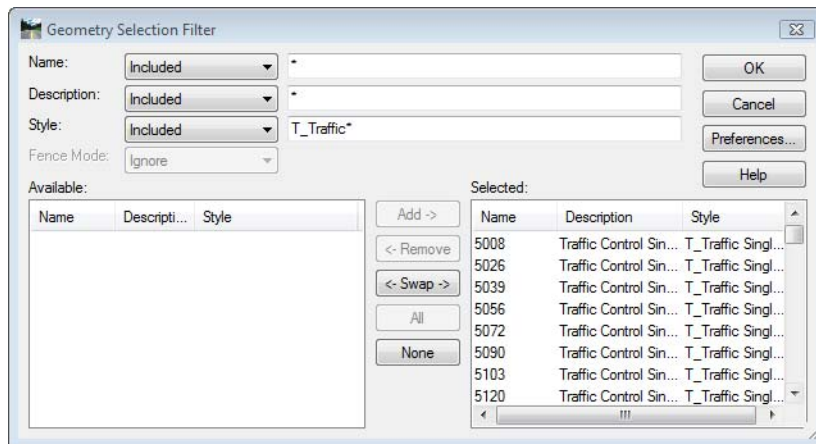 Geometry Selection Filter
Name: Included * OK
Description: Included * Cancel
Style: Included T_Traffic* Preferences...
Fence Mode: Ignore Help
Available: Selected:
Name Descripti... Style Add -> Name Description Style
<- Remove 5008 Traffic Control Sin... T_Traffic Singl...
5026 Traffic Control Sin... T_Traffic Singl...
<- Swap -> 5039 Traffic Control Sin... T_Traffic Singl...
5056 Traffic Control Sin... T_Traffic Singl...
All 5072 Traffic Control Sin... T_Traffic Singl...
None 5090 Traffic Control Sin... T_Traffic Singl...
5103 Traffic Control Sin... T_Traffic Singl...
5120 Traffic Control Sin... T_Traffic Singl...